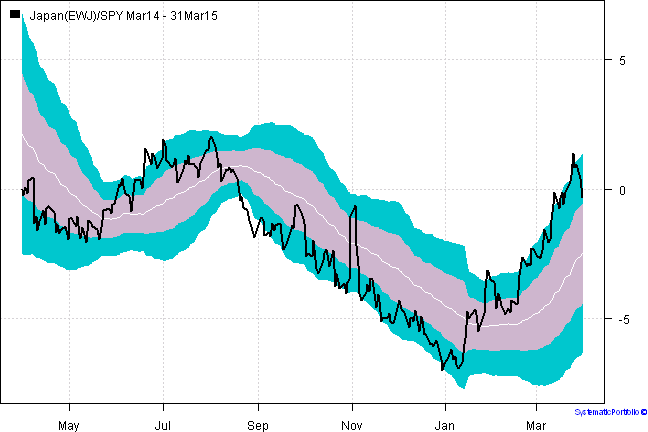 Japan(EWJ)/SPY Mar14 - 31Mar15
5
0
-5
May Jul Sep Nov Jan Mar
SystematicPortfolio ©